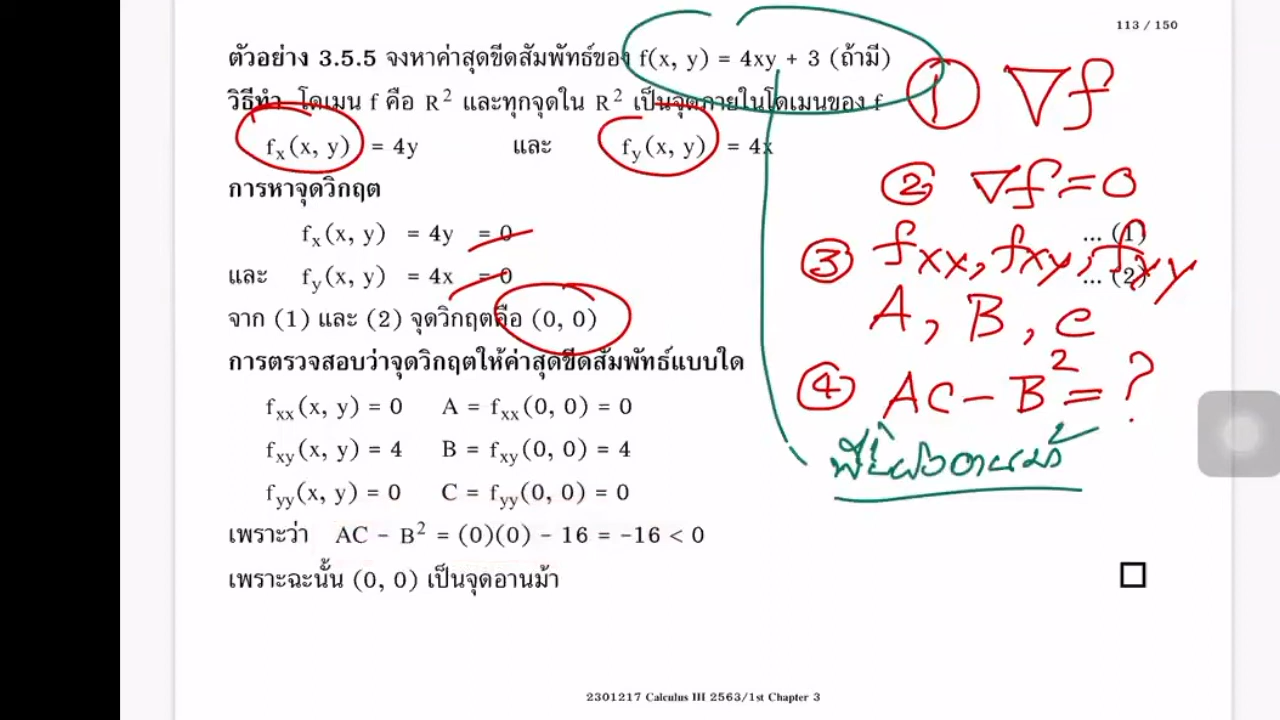 113 / 150
ตัวอย่าง 3.5.5 จงหาค่าสุดขีดสัมพัทธ์ของ f(x, y) = 4xy + 3 (ถ้ามี)
วิธีทำ โดเมน f คือ R² และทุกจุดใน R² เป็นจุดภายในโดเมนของ f
① ∇f
fₓ(x, y) = 4y และ f_y(x, y) = 4x
② ∇f = 0
การหาจุดวิกฤต
fₓ(x, y) = 4y = 0 ... (1)
③ f_xx, f_xy, f_xy
และ f_y(x, y) = 4x = 0 ... (2)
A, B, C
จาก (1) และ (2) จุดวิกฤตคือ (0, 0)
การตรวจสอบว่าจุดวิกฤตให้ค่าสุดขีดสัมพัทธ์แบบใด
④ AC - B² = ?
f_xx(x, y) = 0 A = f_xx(0, 0) = 0
f_xy(x, y) = 4 B = f_xy(0, 0) = 4
f_yy(x, y) = 0 C = f_yy(0, 0) = 0
เพราะว่า AC - B² = (0)(0) - 16 = -16 < 0
เพราะฉะนั้น (0, 0) เป็นจุดอานม้า
2301217 Calculus III 2563/1st Chapter 3